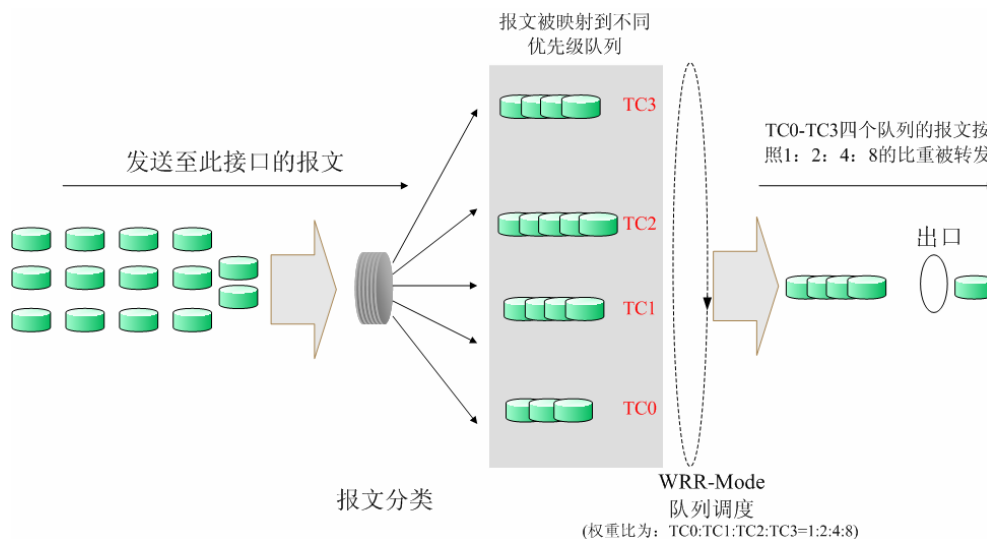 报文被映射到不同
优先级队列
TC3
TC0-TC3四个队列的报文按
照1：2：4：8的比重被转发
发送至此接口的报文
TC2
出口
TC1
TC0
WRR-Mode
报文分类
队列调度
(权重比为：TC0:TC1:TC2:TC3=1:2:4:8)